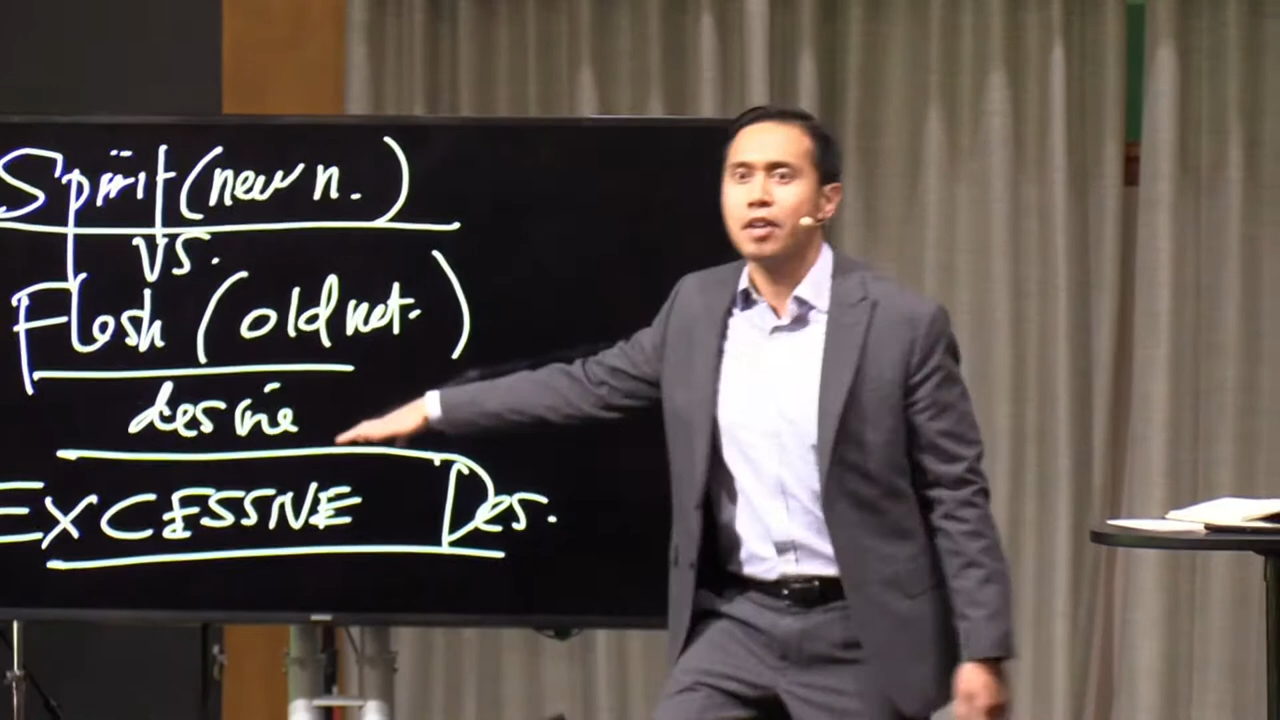 Spirit (new n.)
vs.
Flesh (old nat.)
desire
EXCESSIVE Des.